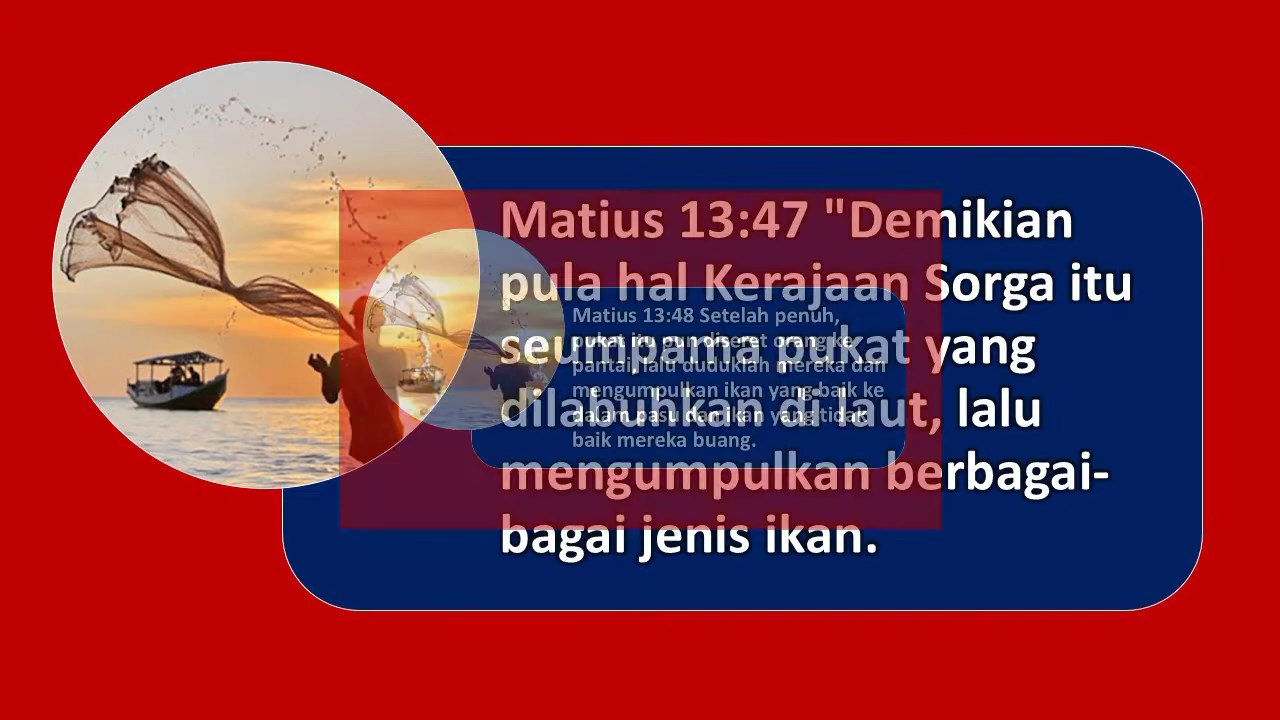 Matius 13:47 "Demikian
pula hal Kerajaan Sorga itu
seumpama pukat yang
dilabuhkan di laut, lalu
mengumpulkan berbagai-
bagai jenis ikan.
Matius 13:48 Setelah penuh,
pukat itu pun diseret orang ke
pantai, lalu duduklah mereka dan
mengumpulkan ikan yang baik ke
dalam pasu dan ikan yang tidak
baik mereka buang.